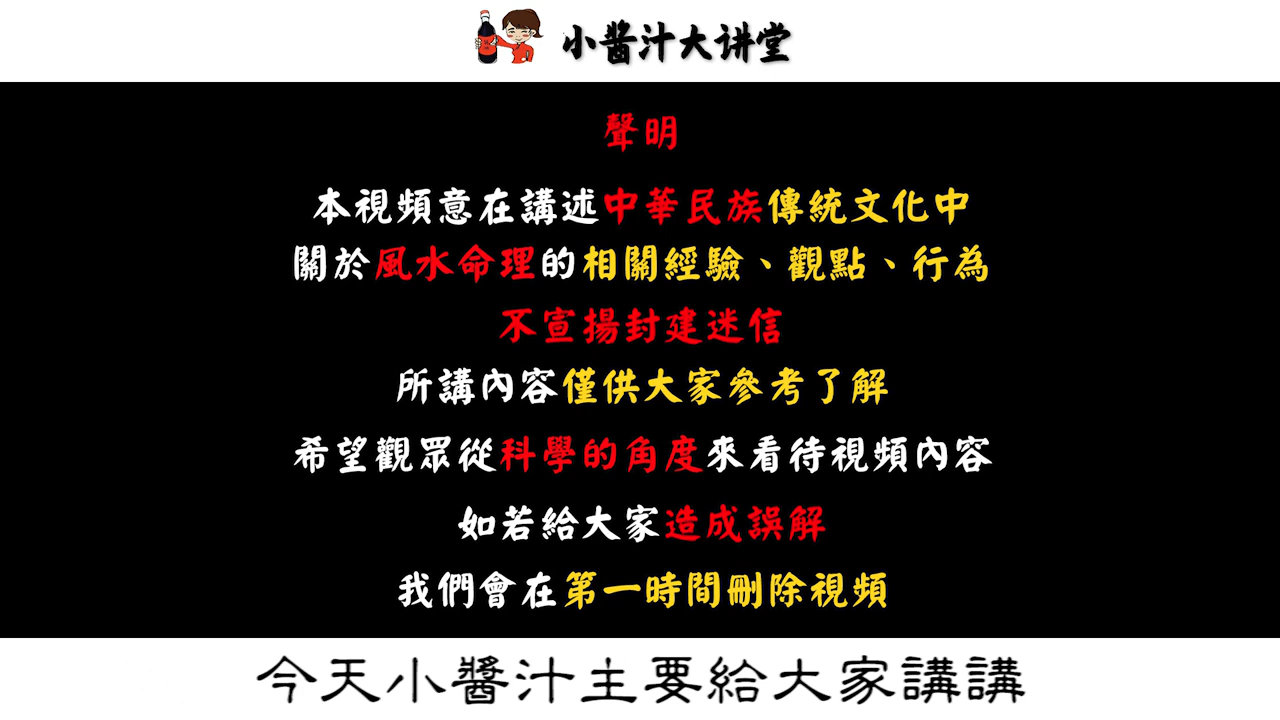 小醬汁大讲堂
聲明
本視頻意在講述中華民族傳統文化中
關於風水命理的相關經驗、觀點、行為
不宣揚封建迷信
所講內容僅供大家參考了解
希望觀眾從科學的角度來看待視頻內容
如若給大家造成誤解
我們會在第一時間刪除視頻
今天小醬汁主要給大家講講